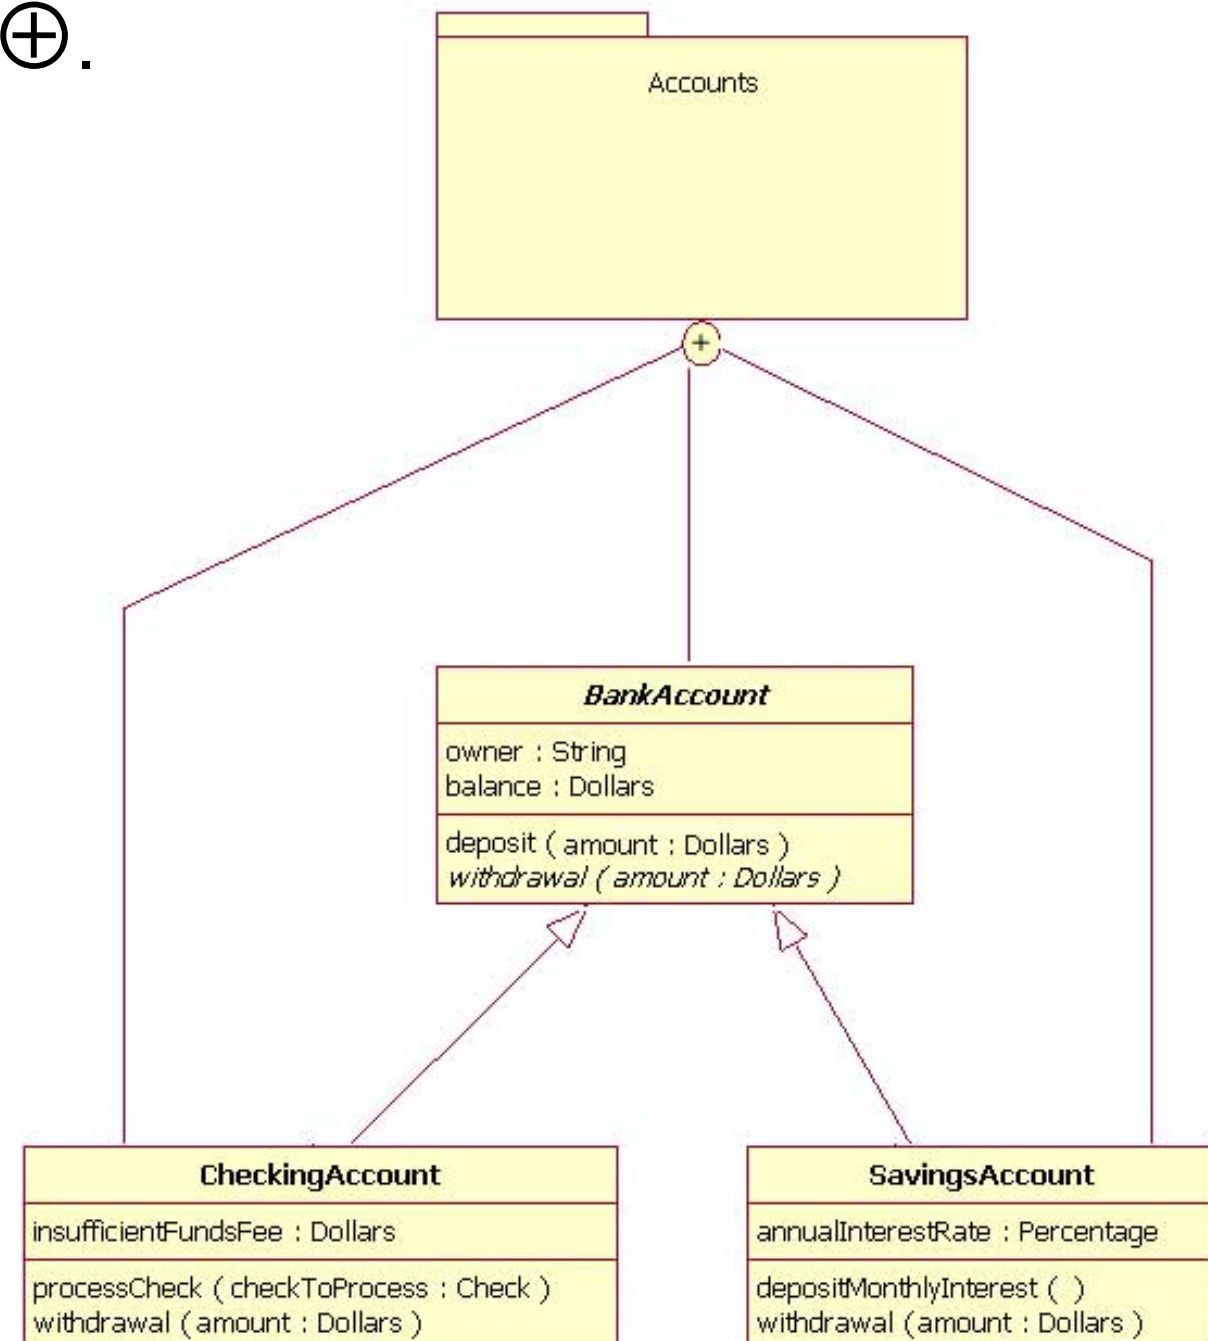 ⊕.
Accounts
+
BankAccount
owner : String
balance : Dollars
deposit ( amount : Dollars )
withdrawal ( amount : Dollars )
CheckingAccount
insufficientFundsFee : Dollars
processCheck ( checkToProcess : Check )
withdrawal ( amount : Dollars )
SavingsAccount
annualInterestRate : Percentage
depositMonthlyInterest ( )
withdrawal ( amount : Dollars )